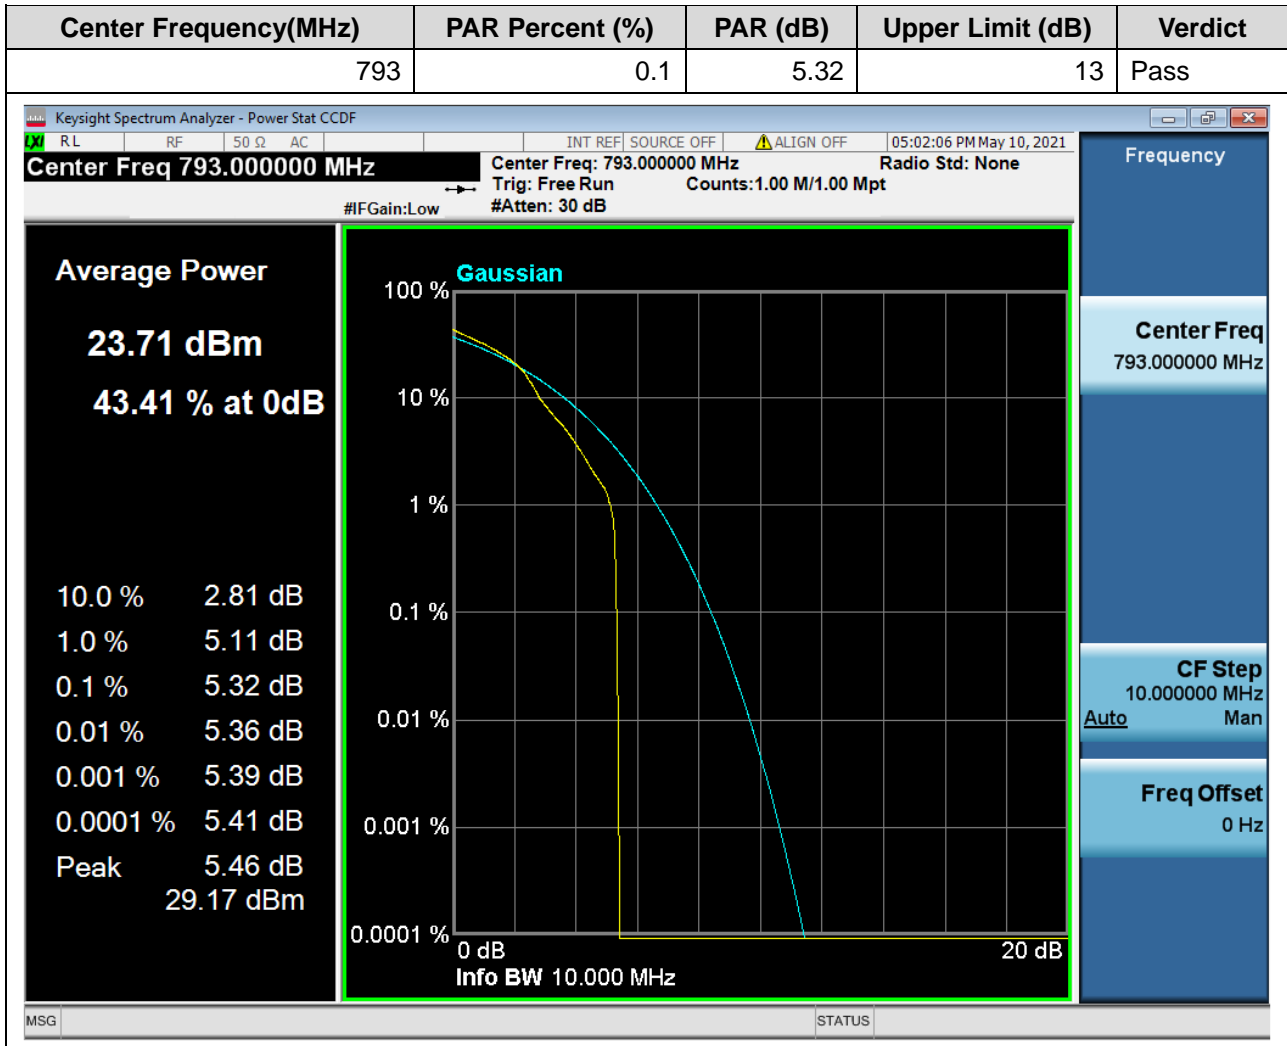 Center Frequency(MHz) PAR Percent (%) PAR (dB) Upper Limit (dB) Verdict
793 0.1 5.32 13 Pass
Keysight Spectrum Analyzer - Power Stat CCDF
LXI RL RF 50 Ω AC INT REF SOURCE OFF ALIGN OFF 05:02:06 PM May 10, 2021
Center Freq 793.000000 MHz
Center Freq: 793.000000 MHz Radio Std: None
Trig: Free Run Counts:1.00 M/1.00 Mpt
#IFGain:Low #Atten: 30 dB
Average Power
23.71 dBm
43.41 % at 0dB
10.0 % 2.81 dB
1.0 % 5.11 dB
0.1 % 5.32 dB
0.01 % 5.36 dB
0.001 % 5.39 dB
0.0001 % 5.41 dB
Peak 5.46 dB
29.17 dBm
Gaussian
100 %
10 %
1 %
0.1 %
0.01 %
0.001 %
0.0001 %
0 dB 20 dB
Info BW 10.000 MHz
Frequency
Center Freq
793.000000 MHz
CF Step
10.000000 MHz
Auto Man
Freq Offset
0 Hz
MSG STATUS